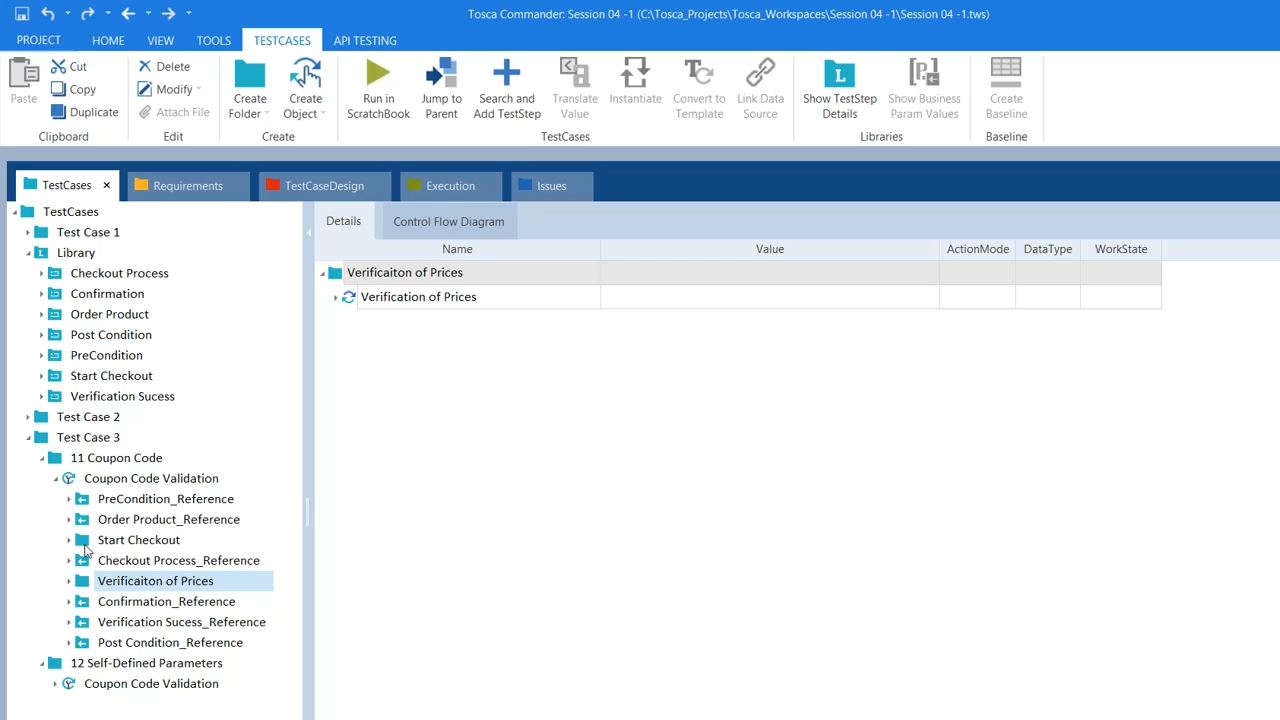 Tosca Commander: Session 04 -1 (C:\Tosca_Projects\Tosca_Workspaces\Session 04 -1\Session 04 -1.tws)
PROJECT HOME VIEW TOOLS TESTCASES API TESTING
Paste
Cut
Copy
Duplicate
Clipboard
Delete
Modify
Attach File
Edit
Create Folder
Create Object
Create
Run in ScratchBook
Jump to Parent
Search and Add TestStep
Translate Value
Instantiate
Convert to Template
Link Data Source
TestCases
Show TestStep Details
Show Business Param Values
Libraries
Create Baseline
Baseline
TestCases × Requirements TestCaseDesign Execution Issues
TestCases
Test Case 1
Library
Checkout Process
Confirmation
Order Product
Post Condition
PreCondition
Start Checkout
Verification Sucess
Test Case 2
Test Case 3
11 Coupon Code
Coupon Code Validation
PreCondition_Reference
Order Product_Reference
Start Checkout
Checkout Process_Reference
Verificaiton of Prices
Confirmation_Reference
Verification Sucess_Reference
Post Condition_Reference
12 Self-Defined Parameters
Coupon Code Validation
Details Control Flow Diagram
Name Value ActionMode DataType WorkState
Verificaiton of Prices
Verification of Prices